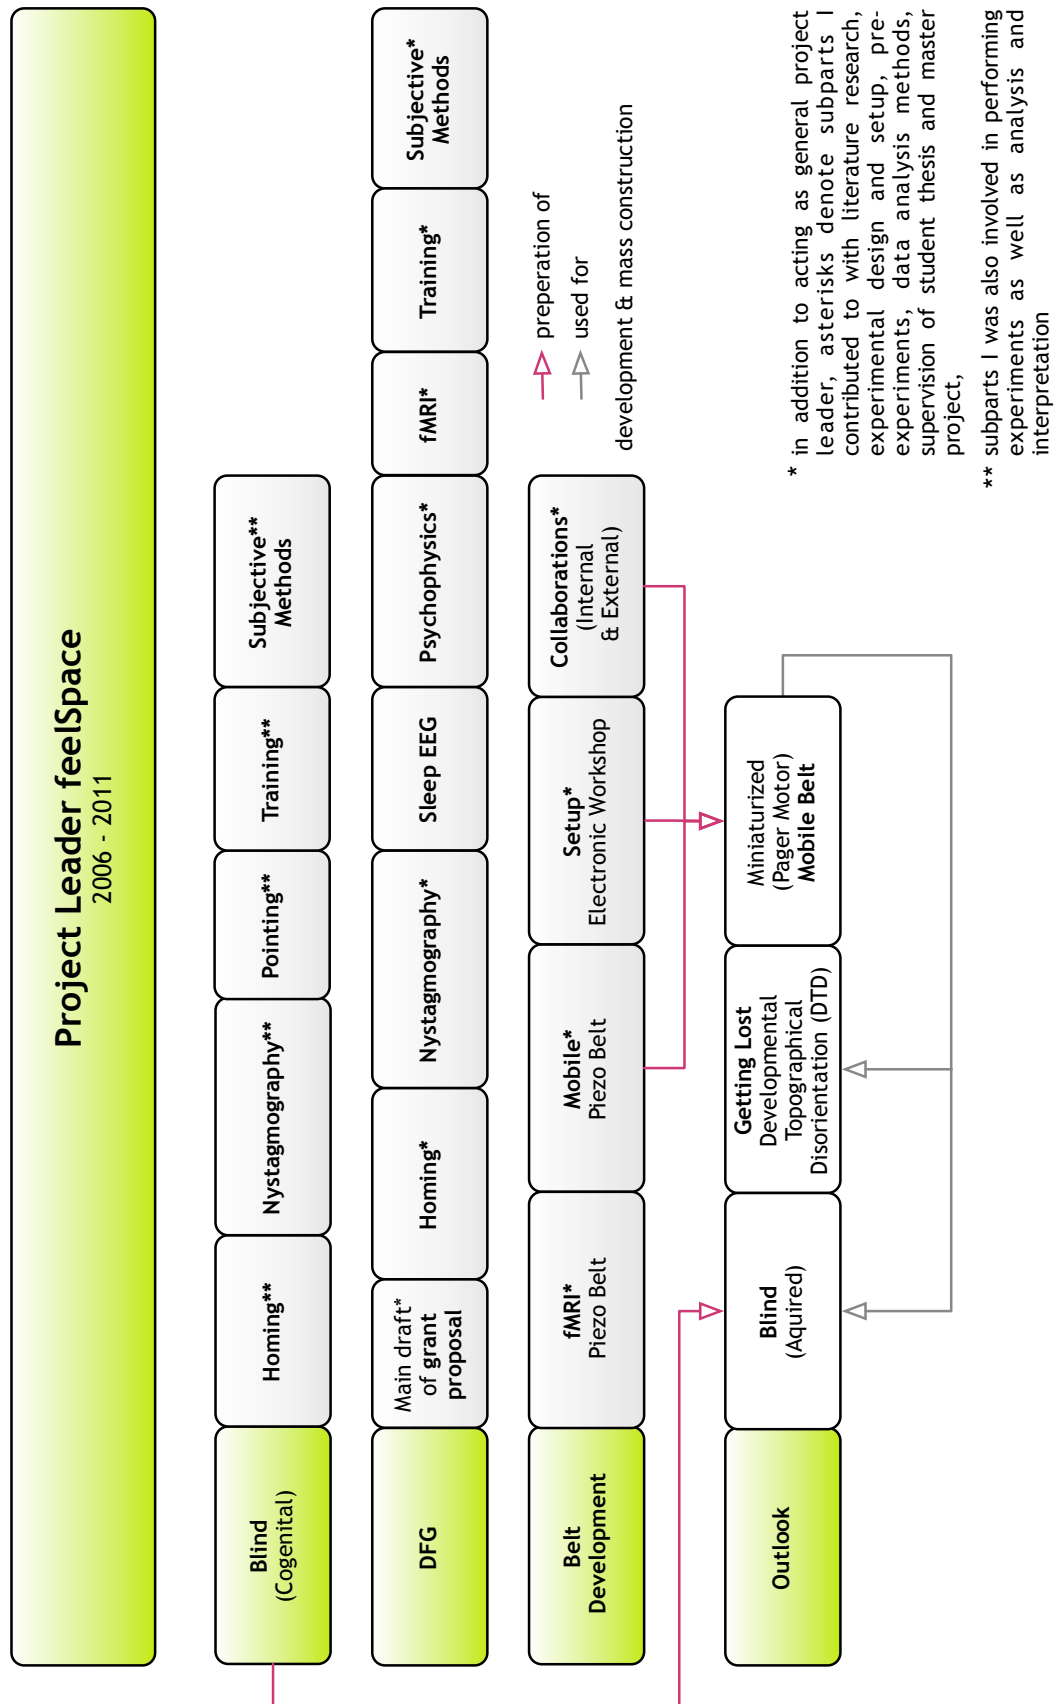 Project Leader feelSpace
2006 - 2011
Blind
(Cogenital)
Homing**
Nystagmography**
Pointing**
Training**
Subjective**
Methods
DFG
Main draft*
of grant
proposal
Homing*
Nystagmography*
Sleep EEG
Psychophysics*
fMRI*
Training*
Subjective*
Methods
Belt
Development
fMRI*
Piezo Belt
Mobile*
Piezo Belt
Setup*
Electronic Workshop
Collaborations*
(Internal
& External)
preperation of
used for
development & mass construction
Outlook
Blind
(Aquired)
Getting Lost
Developmental
Topographical
Disorientation (DTD)
Miniaturized
(Pager Motor)
Mobile Belt
* in addition to acting as general project
leader, asterisks denote subparts I
contributed to with literature research,
experimental design and setup, pre-
experiments, data analysis methods,
supervision of student thesis and master
project,
** subparts I was also involved in performing
experiments as well as analysis and
interpretation